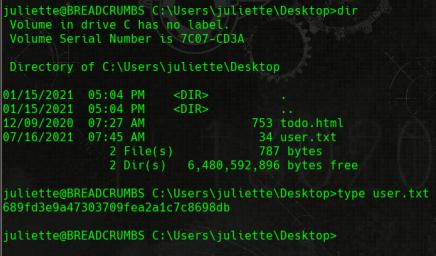 juliette@BREADCRUMBS C:\Users\juliette\Desktop>dir
 Volume in drive C has no label.
 Volume Serial Number is 7C07-CD3A

 Directory of C:\Users\juliette\Desktop

01/15/2021  05:04 PM    <DIR>          .
01/15/2021  05:04 PM    <DIR>          ..
12/09/2020  07:27 AM               753 todo.html
07/16/2021  07:45 AM                34 user.txt
               2 File(s)            787 bytes
               2 Dir(s)   6,480,592,896 bytes free

juliette@BREADCRUMBS C:\Users\juliette\Desktop>type user.txt
689fd3e9a47303709fea2a1c7c8698db

juliette@BREADCRUMBS C:\Users\juliette\Desktop>